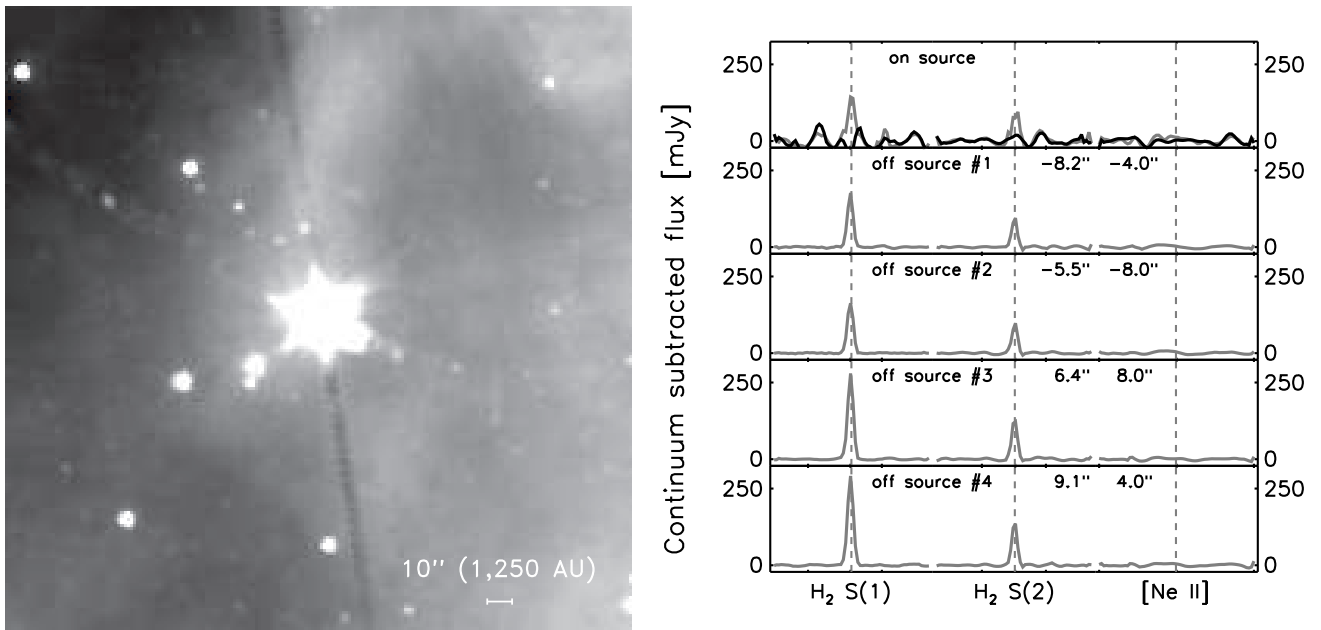 10'' (1,250 AU)
Continuum subtracted flux [mJy]
250 on source 250
0 0
250 off source #1 −8.2'' −4.0'' 250
0 0
250 off source #2 −5.5'' −8.0'' 250
0 0
250 off source #3 6.4'' 8.0'' 250
0 0
250 off source #4 9.1'' 4.0'' 250
0 0
H₂ S(1) H₂ S(2) [Ne II]